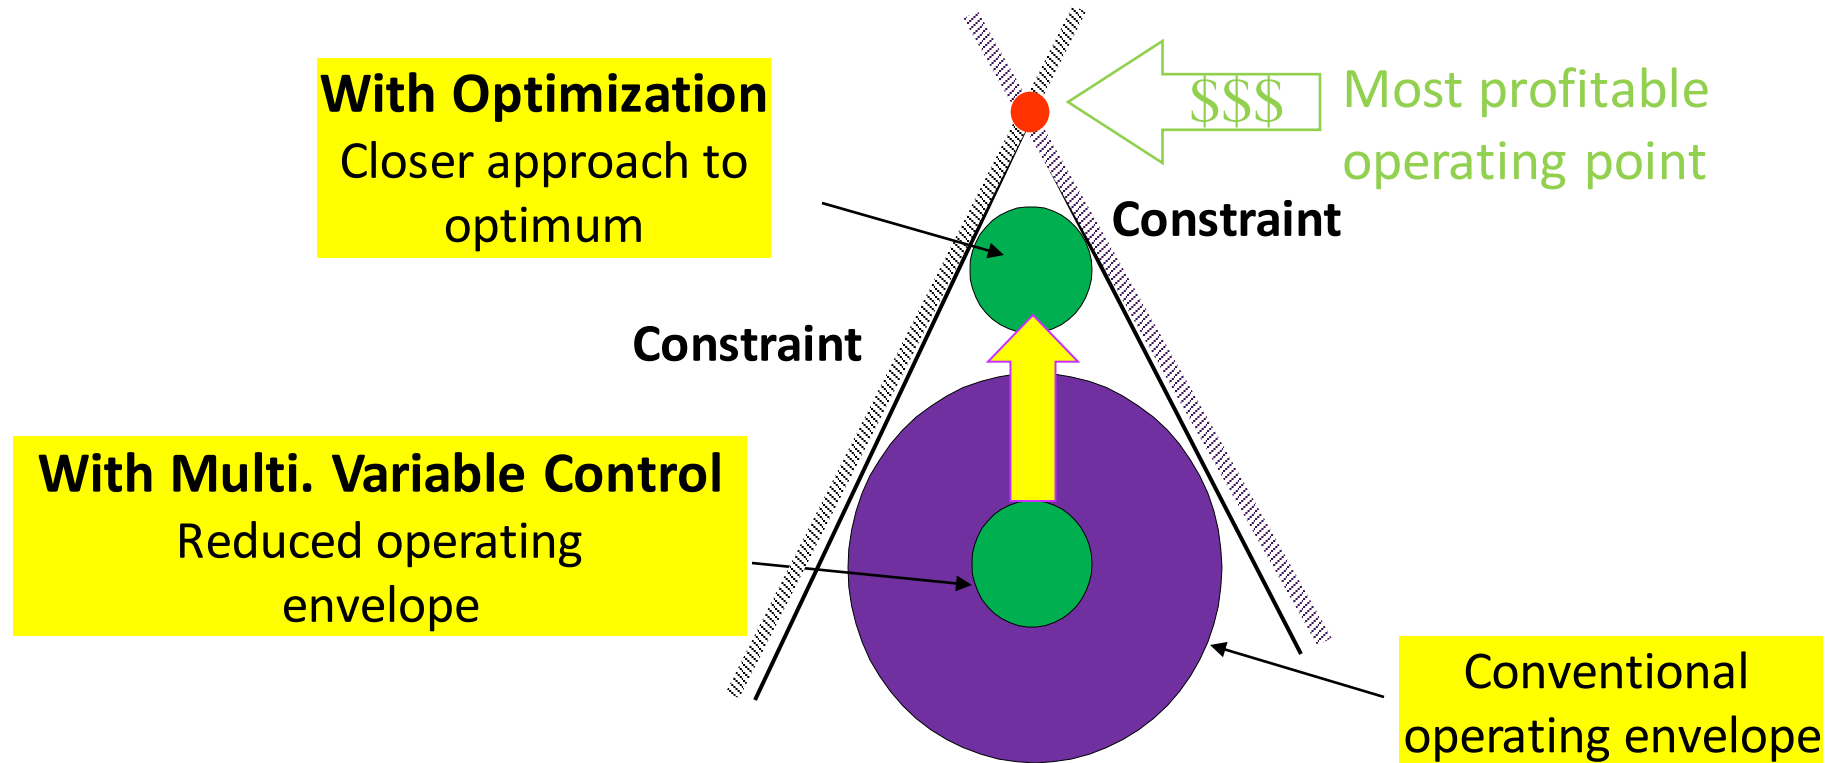 With Optimization
Closer approach to
optimum
$$$
Most profitable
operating point
Constraint
Constraint
With Multi. Variable Control
Reduced operating
envelope
Conventional
operating envelope